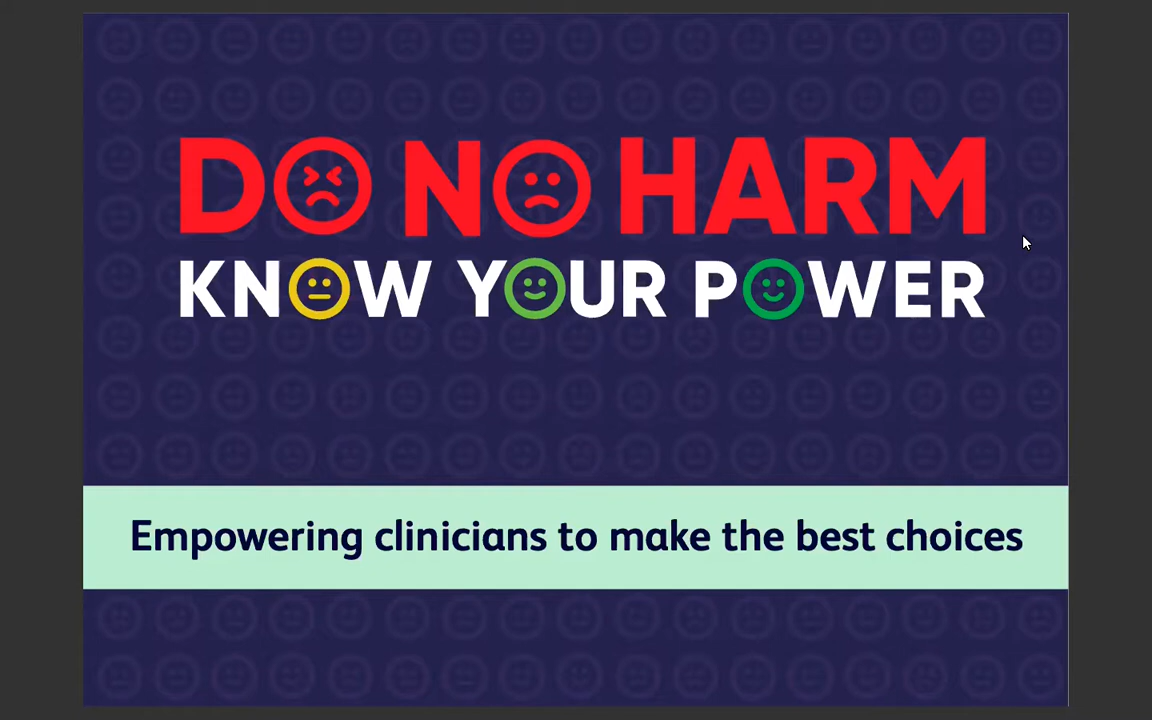 DO NO HARM
KNOW YOUR POWER
Empowering clinicians to make the best choices